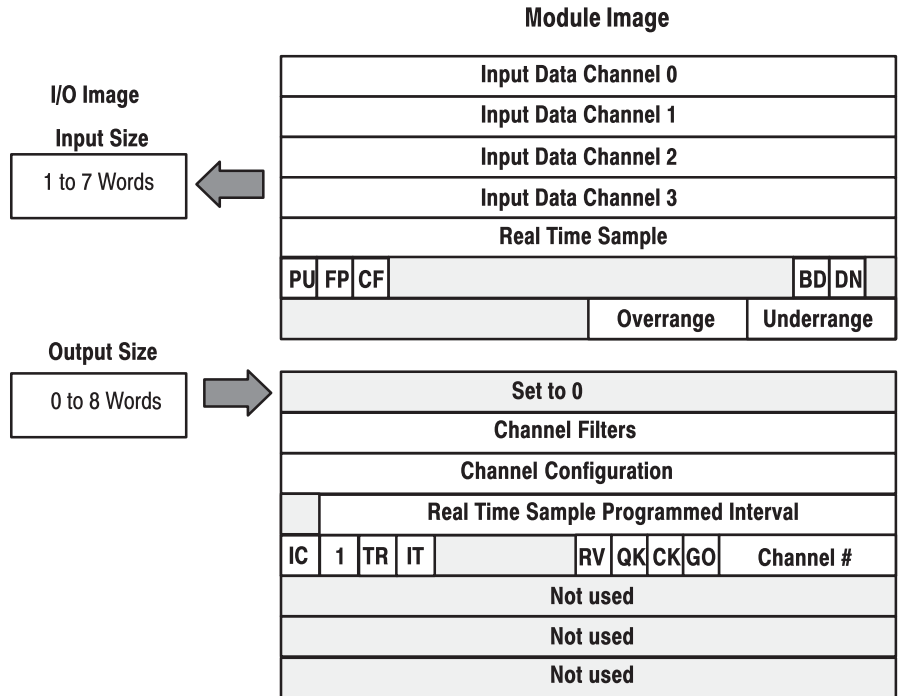 Module Image
I/O Image
Input Size
1 to 7 Words
Input Data Channel 0
Input Data Channel 1
Input Data Channel 2
Input Data Channel 3
Real Time Sample
PU FP CF BD DN
Overrange Underrange
Output Size
0 to 8 Words
Set to 0
Channel Filters
Channel Configuration
Real Time Sample Programmed Interval
IC 1 TR IT RV QK CK GO Channel #
Not used
Not used
Not used